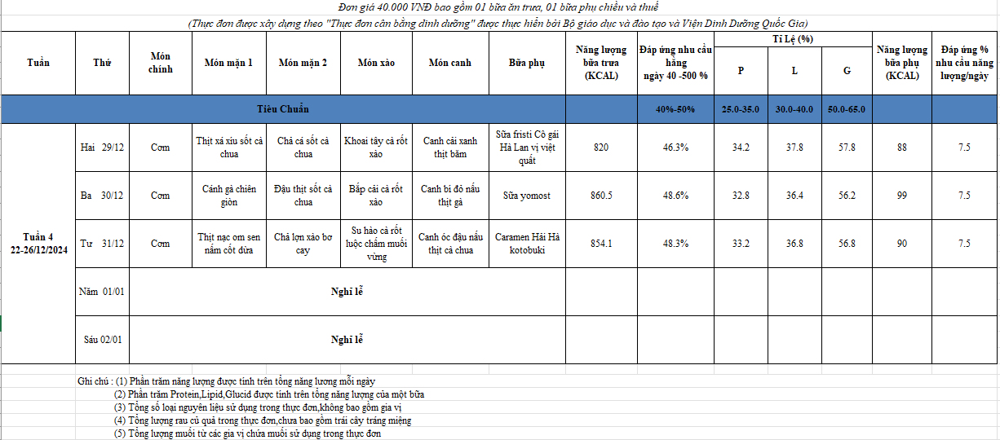 Đơn giá 40.000 VNĐ bao gồm 01 bữa ăn trưa, 01 bữa phụ chiều và thuế
(Thực đơn được xây dựng theo "Thực đơn cân bằng dinh dưỡng" được thực hiện bởi Bộ giáo dục và đào tạo và Viện Dinh Dưỡng Quốc Gia)
Tuần Thứ Món chính Món mặn 1 Món mặn 2 Món xào Món canh Bữa phụ Năng lượng bữa trưa (KCAL) Đáp ứng nhu cầu hằng ngày 40 -500 % Tỉ Lệ (%) Năng lượng bữa phụ (KCAL) Đáp ứng % nhu cầu năng lượng/ngày
P L G
Tiêu Chuẩn 40%-50% 25.0-35.0 30.0-40.0 50.0-65.0
Tuần 4
22-26/12/2024
Hai 29/12 Cơm Thịt xá xíu sốt cà chua Chả cá sốt cà chua Khoai tây cà rốt xào Canh cải xanh thịt băm Sữa fristi Cô gái Hà Lan vị việt quất 820 46.3% 34.2 37.8 57.8 88 7.5
Ba 30/12 Cơm Cánh gà chiên giòn Đậu thịt sốt cà chua Bắp cải cà rốt xào Canh bí đỏ nấu thịt gà Sữa yomost 860.5 48.6% 32.8 36.4 56.2 99 7.5
Tư 31/12 Cơm Thịt nạc om sen nấm cốt dừa Chả lợn xào bơ cay Su hào cà rốt luộc chấm muối vừng Canh óc đậu nấu thịt cà chua Caramen Hải Hà kotobuki 854.1 48.3% 33.2 36.8 56.8 90 7.5
Năm 01/01 Nghỉ lễ
Sáu 02/01 Nghỉ lễ
Ghi chú : (1) Phần trăm năng lượng được tính trên tổng năng lương mỗi ngày
(2) Phần trăm Protein,Lipid,Glucid được tính trên tổng năng lượng của một bữa
(3) Tổng số loại nguyên liệu sử dụng trong thực đơn,không bao gồm gia vị
(4) Tổng lượng rau củ quả trong thực đơn,chưa bao gồm trái cây tráng miệng
(5) Tổng lượng muối từ các gia vị chứa muối sử dụng trong thực đơn